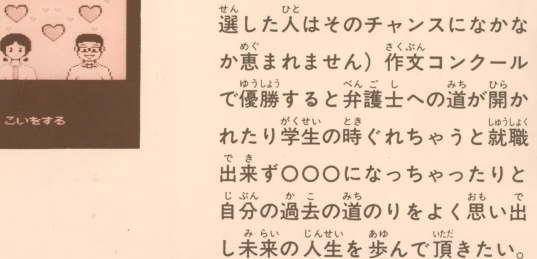 選した人はそのチャンスになかな
か恵まれません）作文コンクール
で優勝すると弁護士への道が開か
れたり学生の時ぐれちゃうと就職
出来ず〇〇〇になっちゃったりと
自分の過去の道のりをよく思い出
し未来の人生を歩んで頂きたい。
こいをする